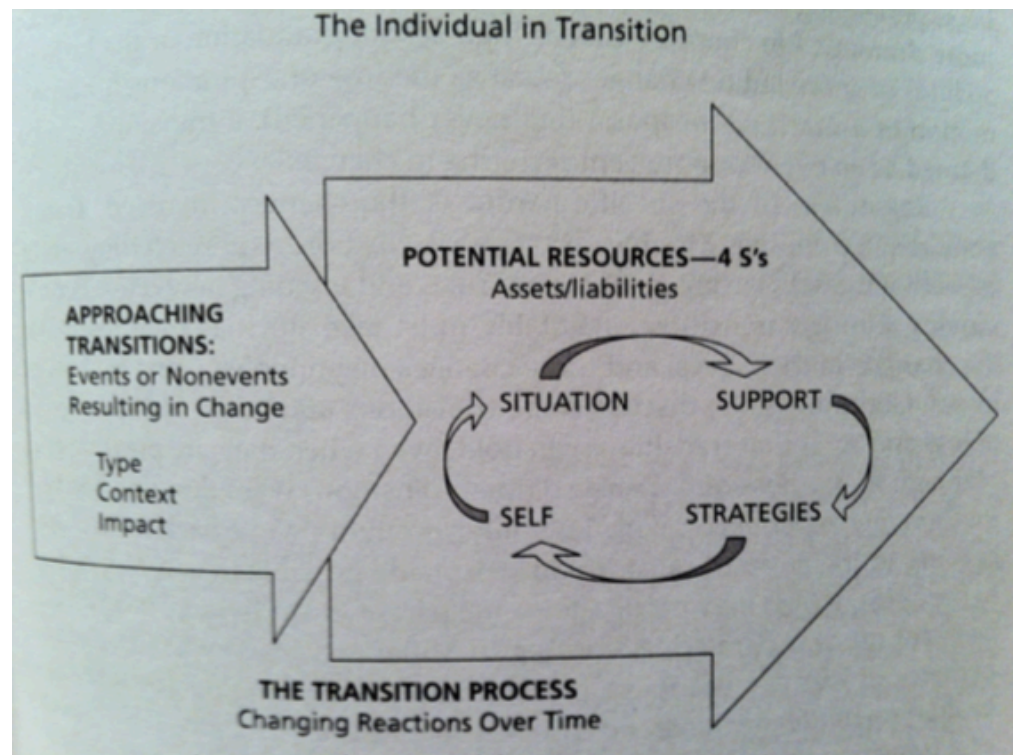 The Individual in Transition
APPROACHING
TRANSITIONS:
Events or Nonevents
Resulting in Change
Type
Context
Impact
POTENTIAL RESOURCES—4 S's
Assets/liabilities
SITUATION
SUPPORT
SELF
STRATEGIES
THE TRANSITION PROCESS
Changing Reactions Over Time